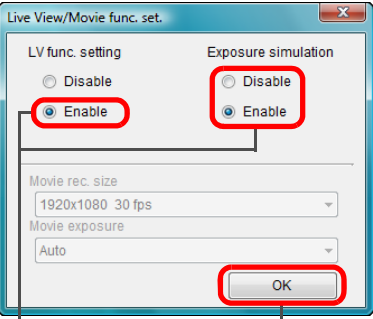 Live View/Movie func. set.
LV func. setting
Exposure simulation
Disable
Disable
Enable
Enable
Movie rec. size
1920x1080 30 fps
Movie exposure
Auto
OK